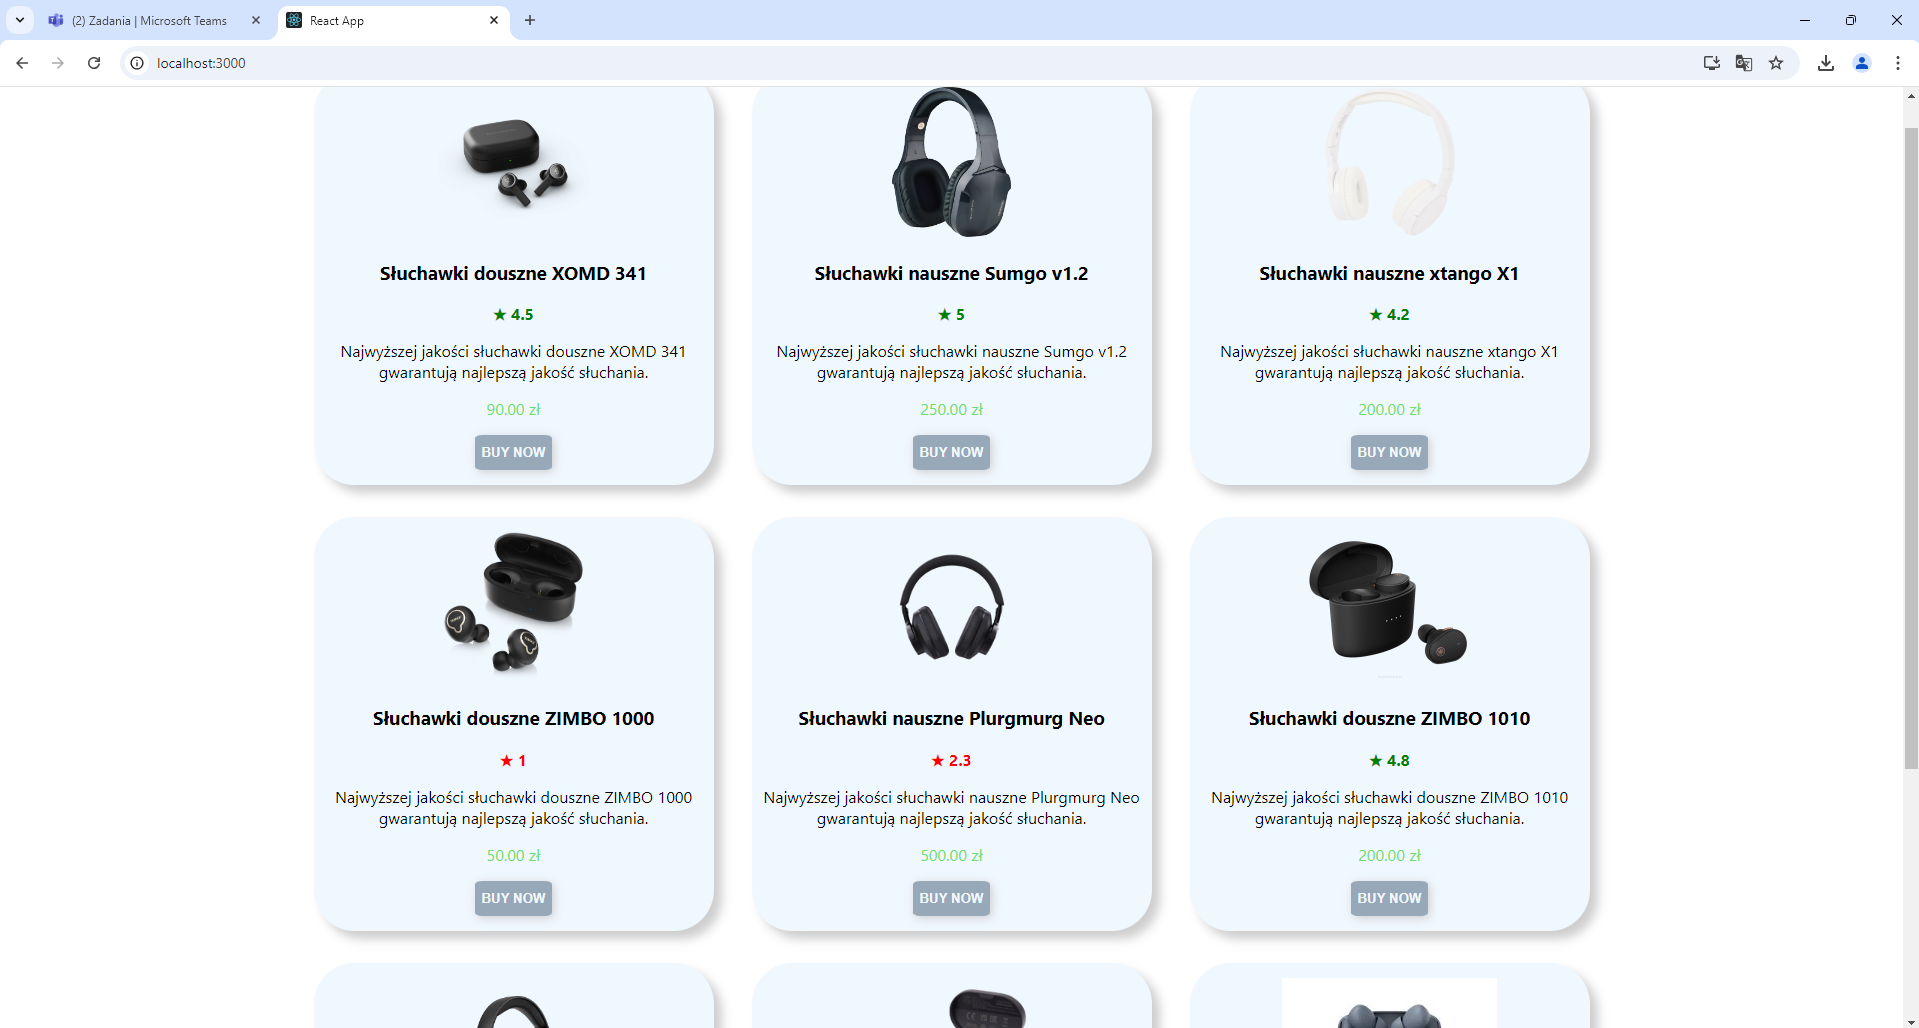 (2) Zadania | Microsoft Teams
React App
localhost:3000
Słuchawki douszne XOMD 341
★ 4.5
Najwyższej jakości słuchawki douszne XOMD 341
gwarantują najlepszą jakość słuchania.
90.00 zł
BUY NOW
Słuchawki nauszne Sumgo v1.2
★ 5
Najwyższej jakości słuchawki nauszne Sumgo v1.2
gwarantują najlepszą jakość słuchania.
250.00 zł
BUY NOW
Słuchawki nauszne xtango X1
★ 4.2
Najwyższej jakości słuchawki nauszne xtango X1
gwarantują najlepszą jakość słuchania.
200.00 zł
BUY NOW
Słuchawki douszne ZIMBO 1000
★ 1
Najwyższej jakości słuchawki douszne ZIMBO 1000
gwarantują najlepszą jakość słuchania.
50.00 zł
BUY NOW
Słuchawki nauszne Plurgmurg Neo
★ 2.3
Najwyższej jakości słuchawki nauszne Plurgmurg Neo
gwarantują najlepszą jakość słuchania.
500.00 zł
BUY NOW
Słuchawki douszne ZIMBO 1010
★ 4.8
Najwyższej jakości słuchawki douszne ZIMBO 1010
gwarantują najlepszą jakość słuchania.
200.00 zł
BUY NOW